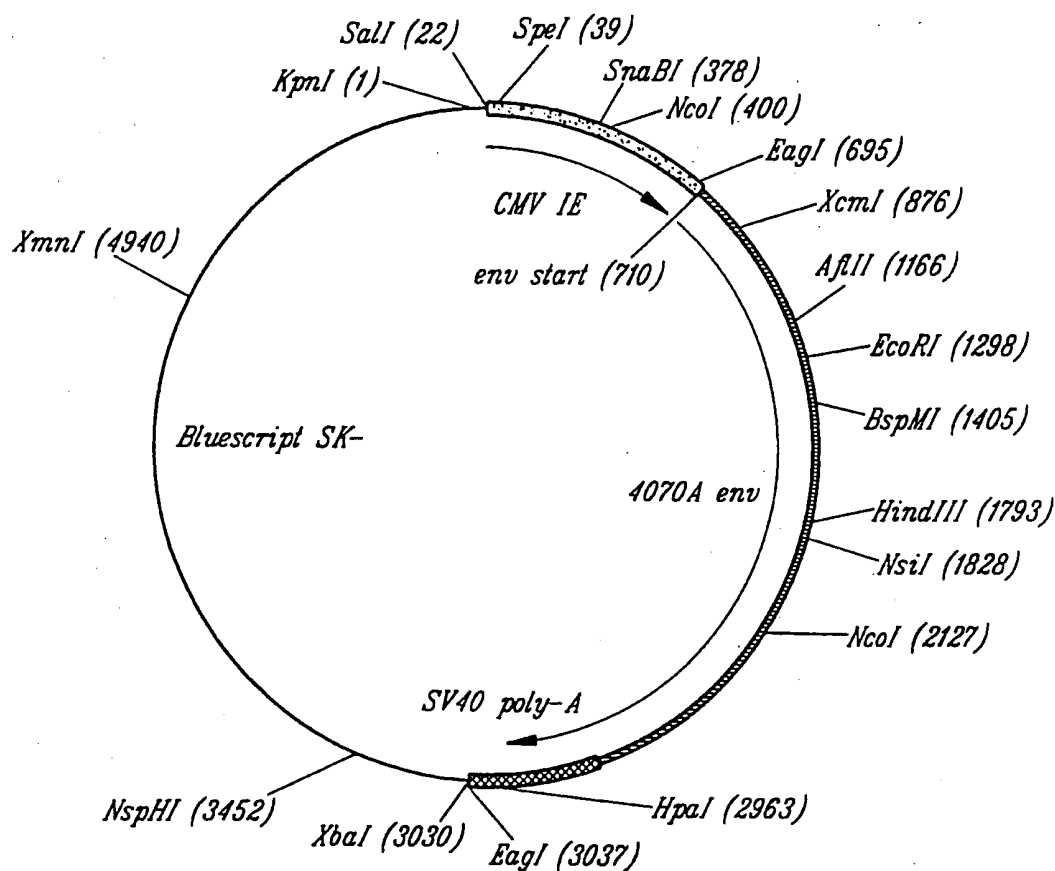 SpeI (39)
SalI (22)
SnaBI (378)
KpnI (1)
NcoI (400)
EagI (695)
CMV IE
XcmI (876)
XmnI (4940)
env start (710)
AflII (1166)
EcoRI (1298)
BspMI (1405)
Bluescript SK-
4070A env
HindIII (1793)
NsiI (1828)
NcoI (2127)
SV40 poly-A
NspHI (3452)
HpaI (2963)
XbaI (3030)
EagI (3037)